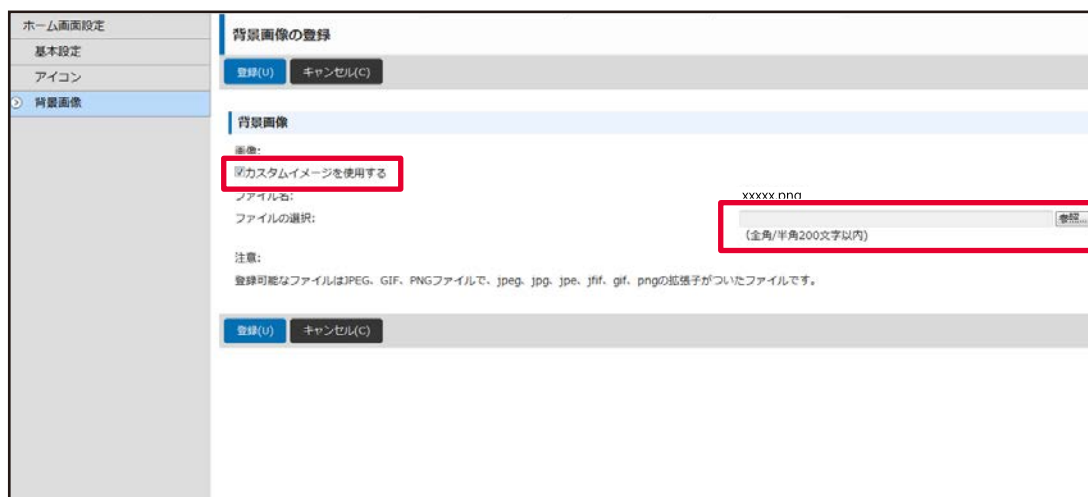 ホーム画面設定
基本設定
アイコン
背景画像
背景画像の登録
登録(U) キャンセル(C)
背景画像
画像:
カスタムイメージを使用する
ファイル名: xxxxx.png
ファイルの選択: 参照...
(全角/半角200文字以内)
注意:
登録可能なファイルはJPEG、GIF、PNGファイルで、jpeg、jpg、jpe、jfif、gif、pngの拡張子がついたファイルです。
登録(U) キャンセル(C)